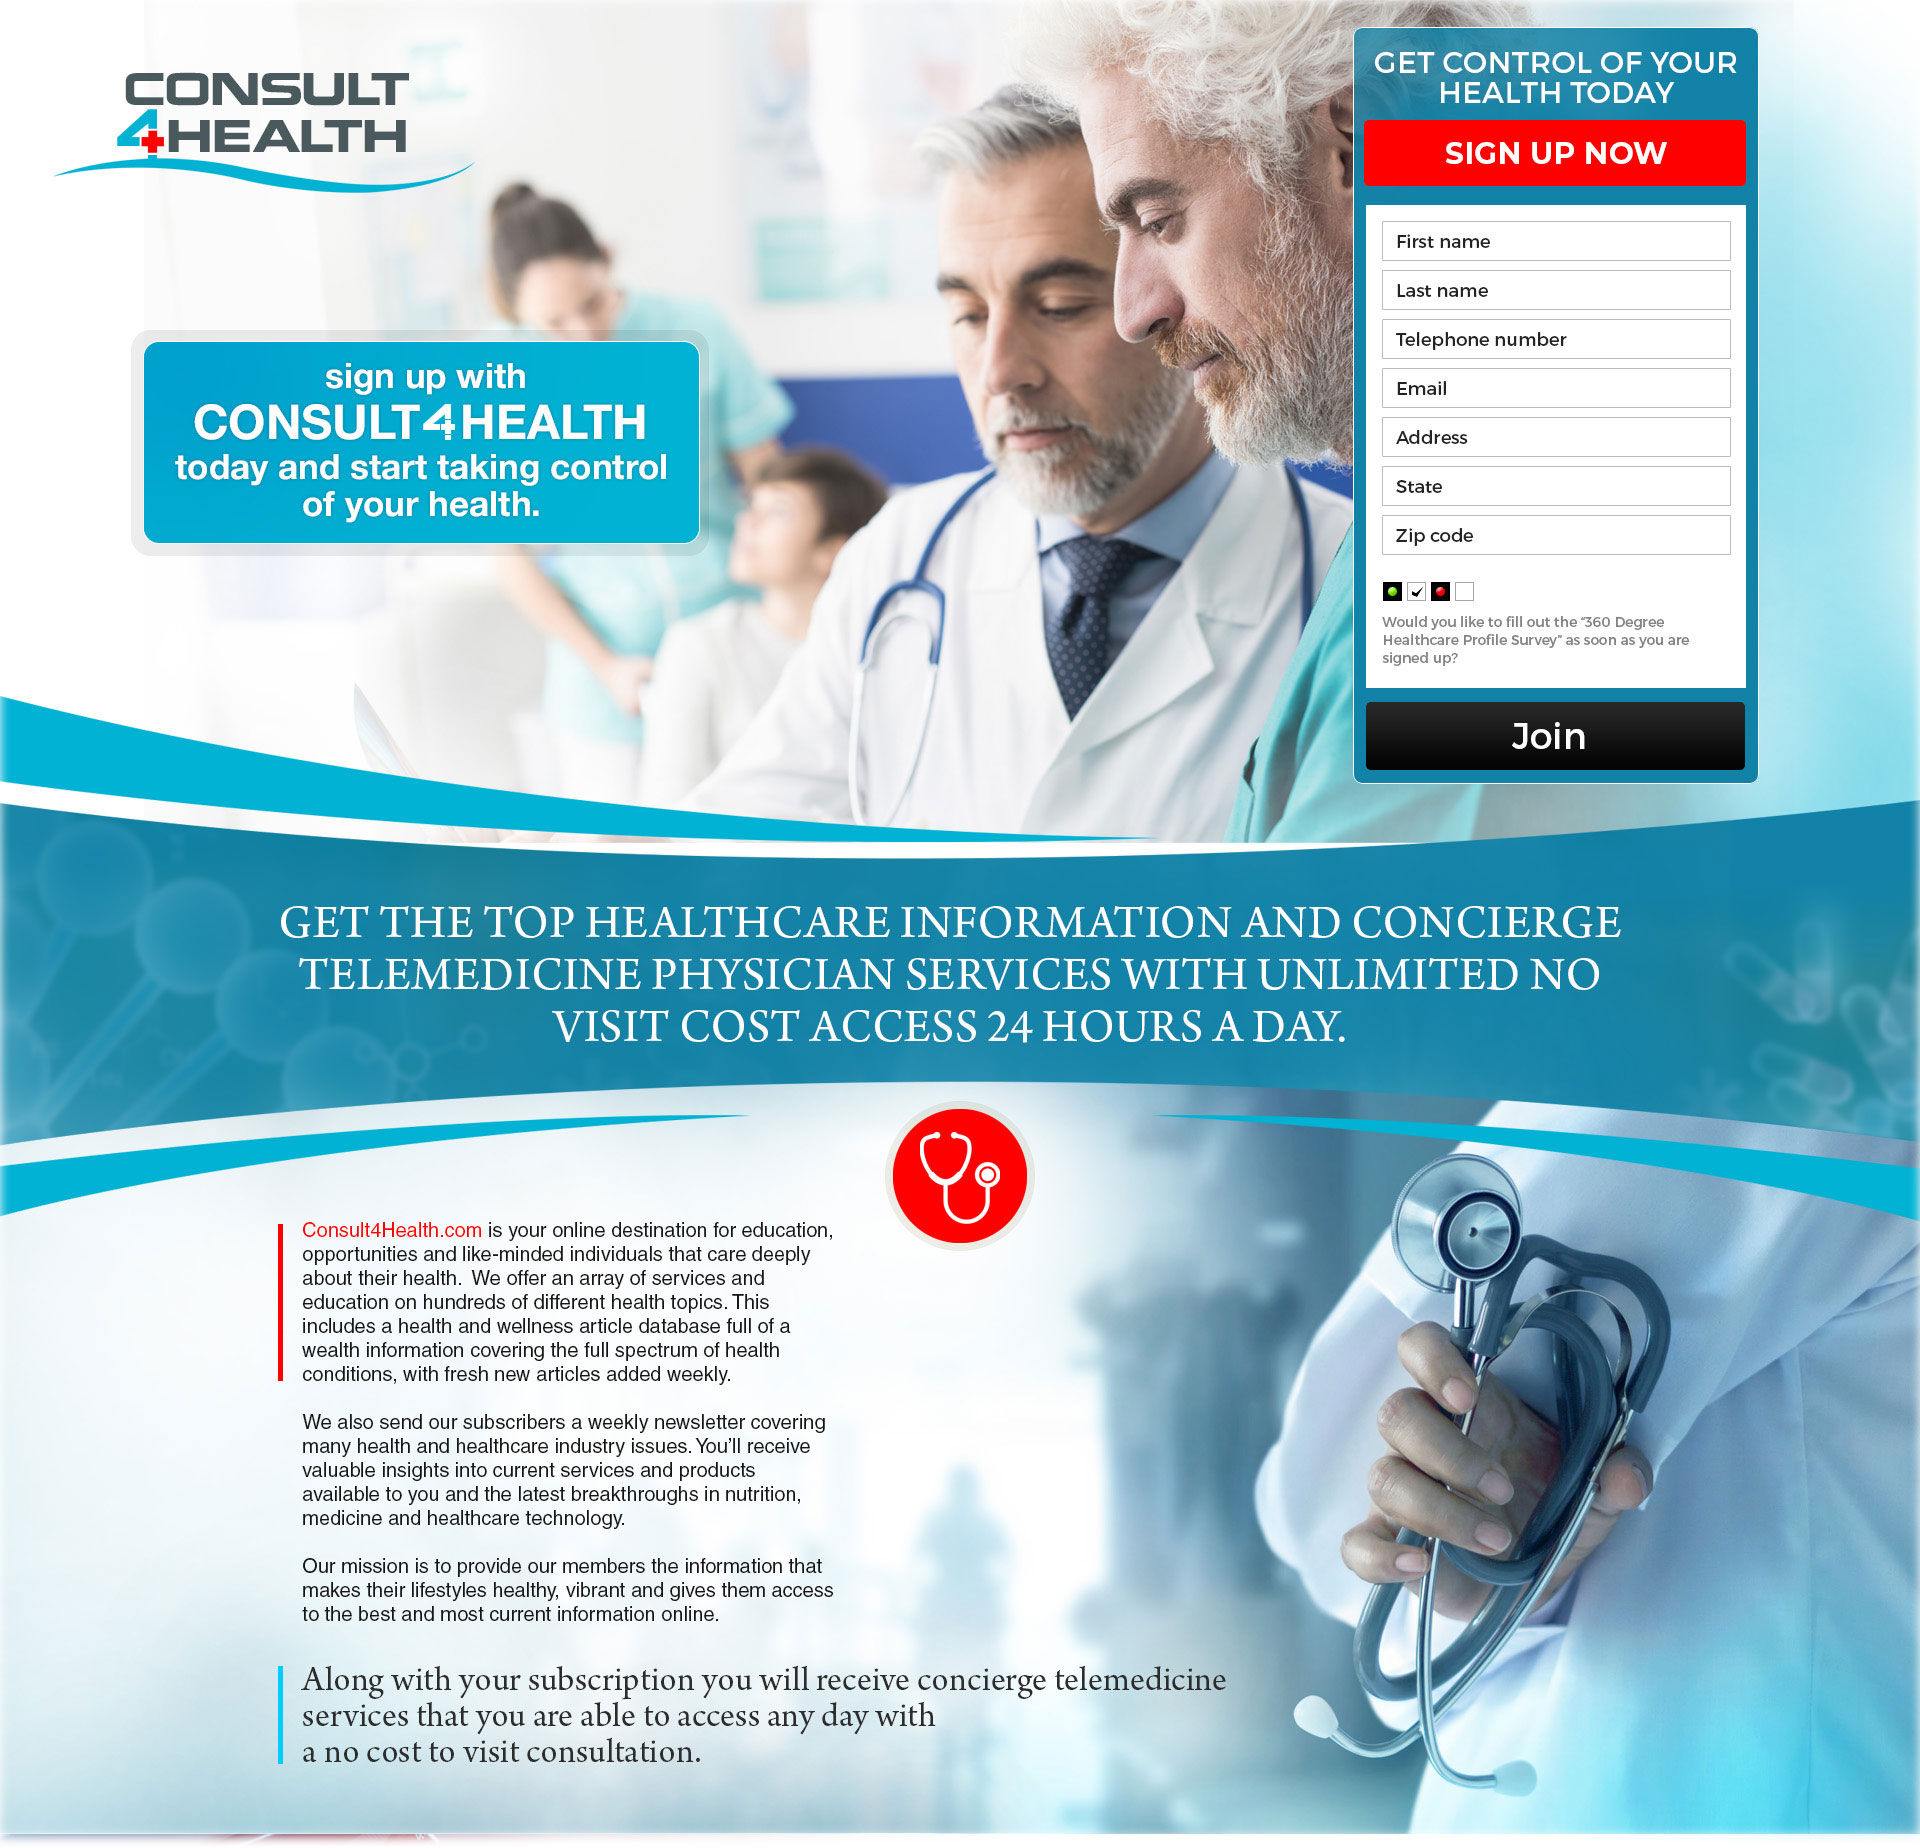 CONSULT
4HEALTH
sign up with
CONSULT4HEALTH
today and start taking control
of your health.
GET CONTROL OF YOUR
HEALTH TODAY
SIGN UP NOW
First name
Last name
Telephone number
Email
Address
State
Zip code
Would you like to fill out the "360 Degree
Healthcare Profile Survey" as soon as you are
signed up?
Join
GET THE TOP HEALTHCARE INFORMATION AND CONCIERGE
TELEMEDICINE PHYSICIAN SERVICES WITH UNLIMITED NO
VISIT COST ACCESS 24 HOURS A DAY.
Consult4Health.com is your online destination for education,
opportunities and like-minded individuals that care deeply
about their health. We offer an array of services and
education on hundreds of different health topics. This
includes a health and wellness article database full of a
wealth information covering the full spectrum of health
conditions, with fresh new articles added weekly.
We also send our subscribers a weekly newsletter covering
many health and healthcare industry issues. You'll receive
valuable insights into current services and products
available to you and the latest breakthroughs in nutrition,
medicine and healthcare technology.
Our mission is to provide our members the information that
makes their lifestyles healthy, vibrant and gives them access
to the best and most current information online.
Along with your subscription you will receive concierge telemedicine
services that you are able to access any day with
a no cost to visit consultation.